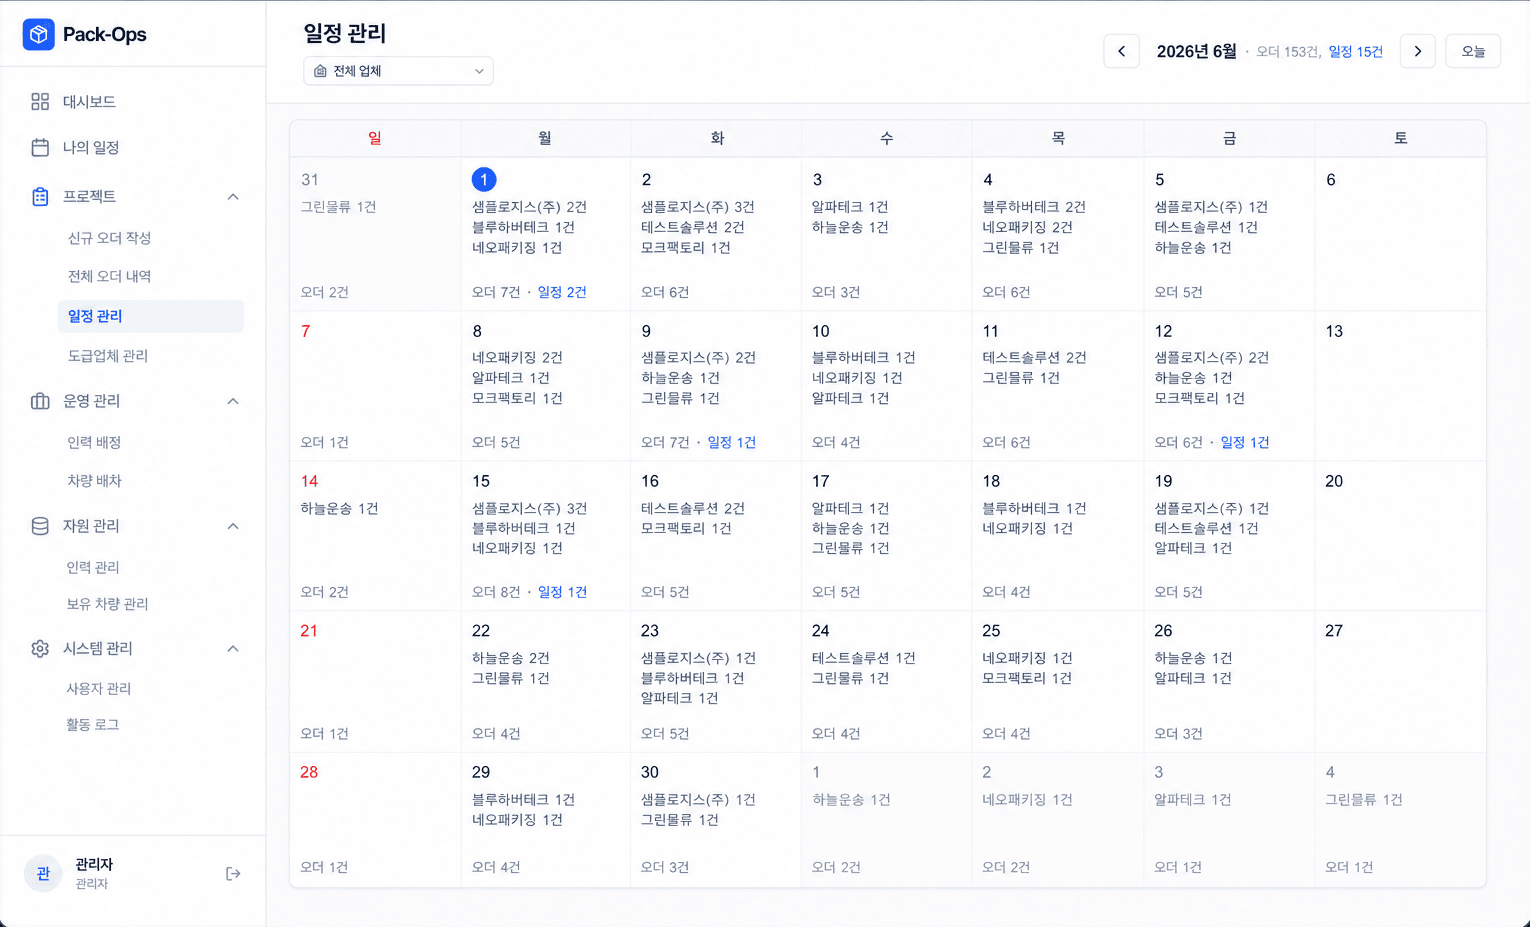 Pack-Ops
대시보드
나의 일정
프로젝트
신규 오더 작성
전체 오더 내역
일정 관리
도급업체 관리
운영 관리
인력 배정
차량 배차
자원 관리
인력 관리
보유 차량 관리
시스템 관리
사용자 관리
활동 로그
관
관리자
관리자
일정 관리
전체 업체
2026년 6월 · 오더 153건, 일정 15건
오늘
일 월 화 수 목 금 토
31
그린물류 1건
오더 2건
1
샘플로지스(주) 2건
블루하버테크 1건
네오패키징 1건
오더 7건 · 일정 2건
2
샘플로지스(주) 3건
테스트솔루션 2건
모크팩토리 1건
오더 6건
3
알파테크 1건
하늘운송 1건
오더 3건
4
블루하버테크 2건
네오패키징 2건
그린물류 1건
오더 6건
5
샘플로지스(주) 1건
테스트솔루션 1건
하늘운송 1건
오더 5건
6
7
오더 1건
8
네오패키징 2건
알파테크 1건
모크팩토리 1건
오더 5건
9
샘플로지스(주) 2건
하늘운송 1건
그린물류 1건
오더 7건 · 일정 1건
10
블루하버테크 1건
네오패키징 1건
알파테크 1건
오더 4건
11
테스트솔루션 2건
그린물류 1건
오더 6건
12
샘플로지스(주) 2건
하늘운송 1건
모크팩토리 1건
오더 6건 · 일정 1건
13
14
하늘운송 1건
오더 2건
15
샘플로지스(주) 3건
블루하버테크 1건
네오패키징 1건
오더 8건 · 일정 1건
16
테스트솔루션 2건
모크팩토리 1건
오더 5건
17
알파테크 1건
하늘운송 1건
그린물류 1건
오더 5건
18
블루하버테크 1건
네오패키징 1건
오더 4건
19
샘플로지스(주) 1건
테스트솔루션 1건
알파테크 1건
오더 5건
20
21
오더 1건
22
하늘운송 2건
그린물류 1건
오더 4건
23
샘플로지스(주) 1건
블루하버테크 1건
알파테크 1건
오더 5건
24
테스트솔루션 1건
그린물류 1건
오더 4건
25
네오패키징 1건
모크팩토리 1건
오더 4건
26
하늘운송 1건
알파테크 1건
오더 3건
27
28
오더 1건
29
블루하버테크 1건
네오패키징 1건
오더 4건
30
샘플로지스(주) 1건
그린물류 1건
오더 3건
1
하늘운송 1건
오더 2건
2
네오패키징 1건
오더 2건
3
알파테크 1건
오더 1건
4
그린물류 1건
오더 1건